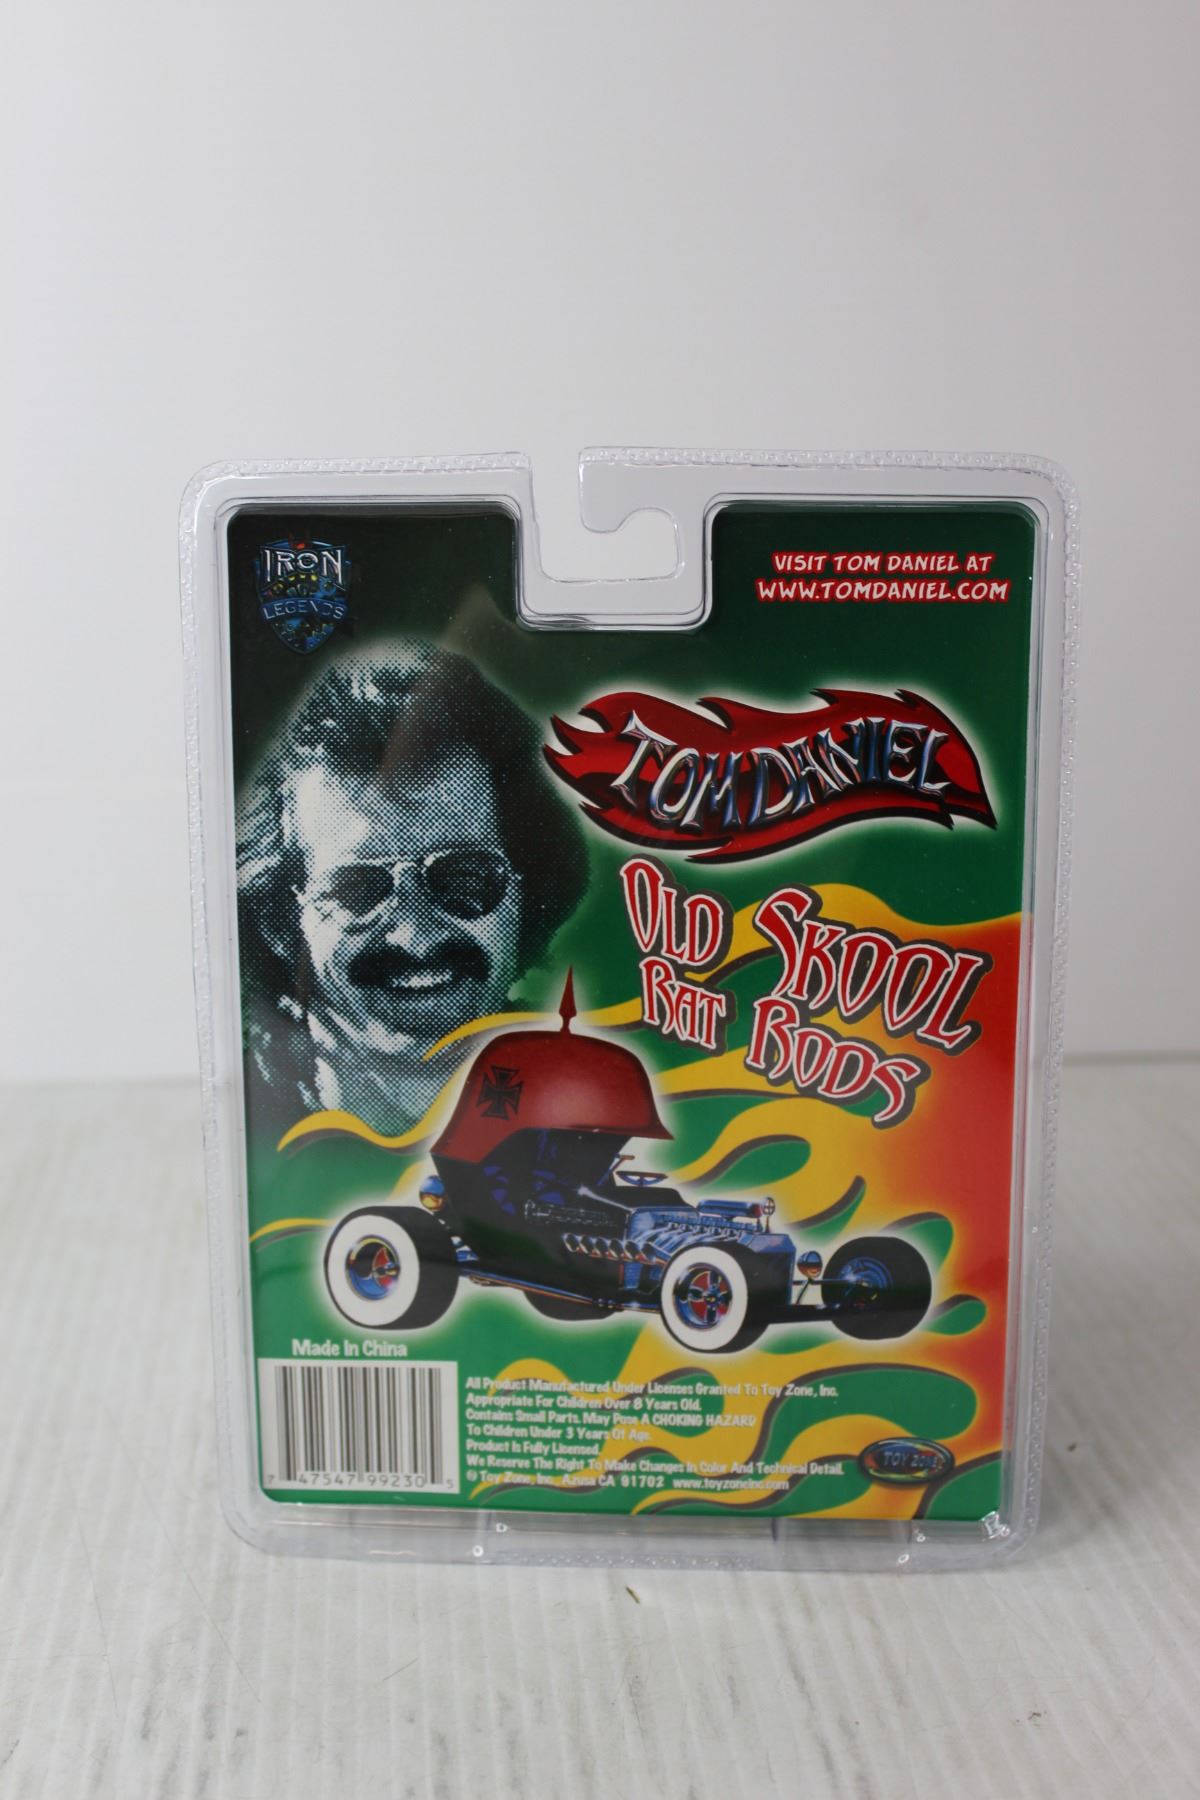 IRON
LEGENDS
VISIT TOM DANIEL AT
WWW.TOMDANIEL.COM
TOM DANIEL
OLD SKOOL
RAT RODS
Made In China
7 47547 99230 5
All Product Manufactured Under Licenses Granted To Toy Zone, Inc.
Appropriate For Children Over 8 Years Old.
Contains Small Parts. May Pose A CHOKING HAZARD
To Children Under 3 Years Of Age.
Product Is Fully Licensed.
We Reserve The Right To Make Changes In Color And Technical Detail.
© Toy Zone, Inc. Azusa CA 91702 www.toyzoneinc.com
TOY ZONE